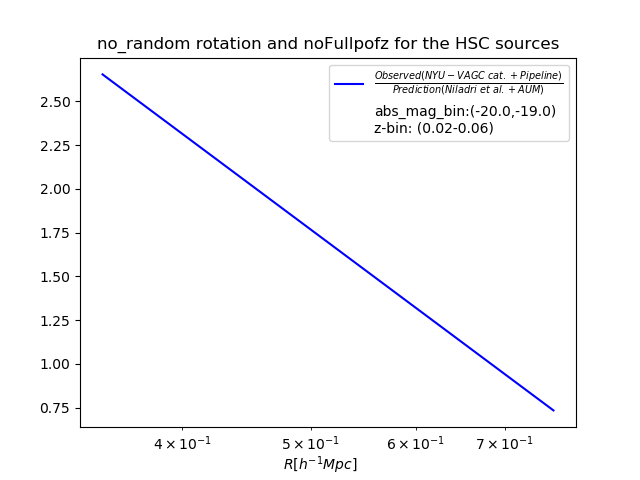 no_random rotation and noFullpofz for the HSC sources
Observed(NYU − VAGC cat. + Pipeline)
Prediction(Niladri et al. + AUM)
abs_mag_bin:(-20.0,-19.0)
z-bin: (0.02-0.06)
2.50
2.25
2.00
1.75
1.50
1.25
1.00
0.75
4 × 10⁻¹ 5 × 10⁻¹ 6 × 10⁻¹ 7 × 10⁻¹
R[h⁻¹Mpc]